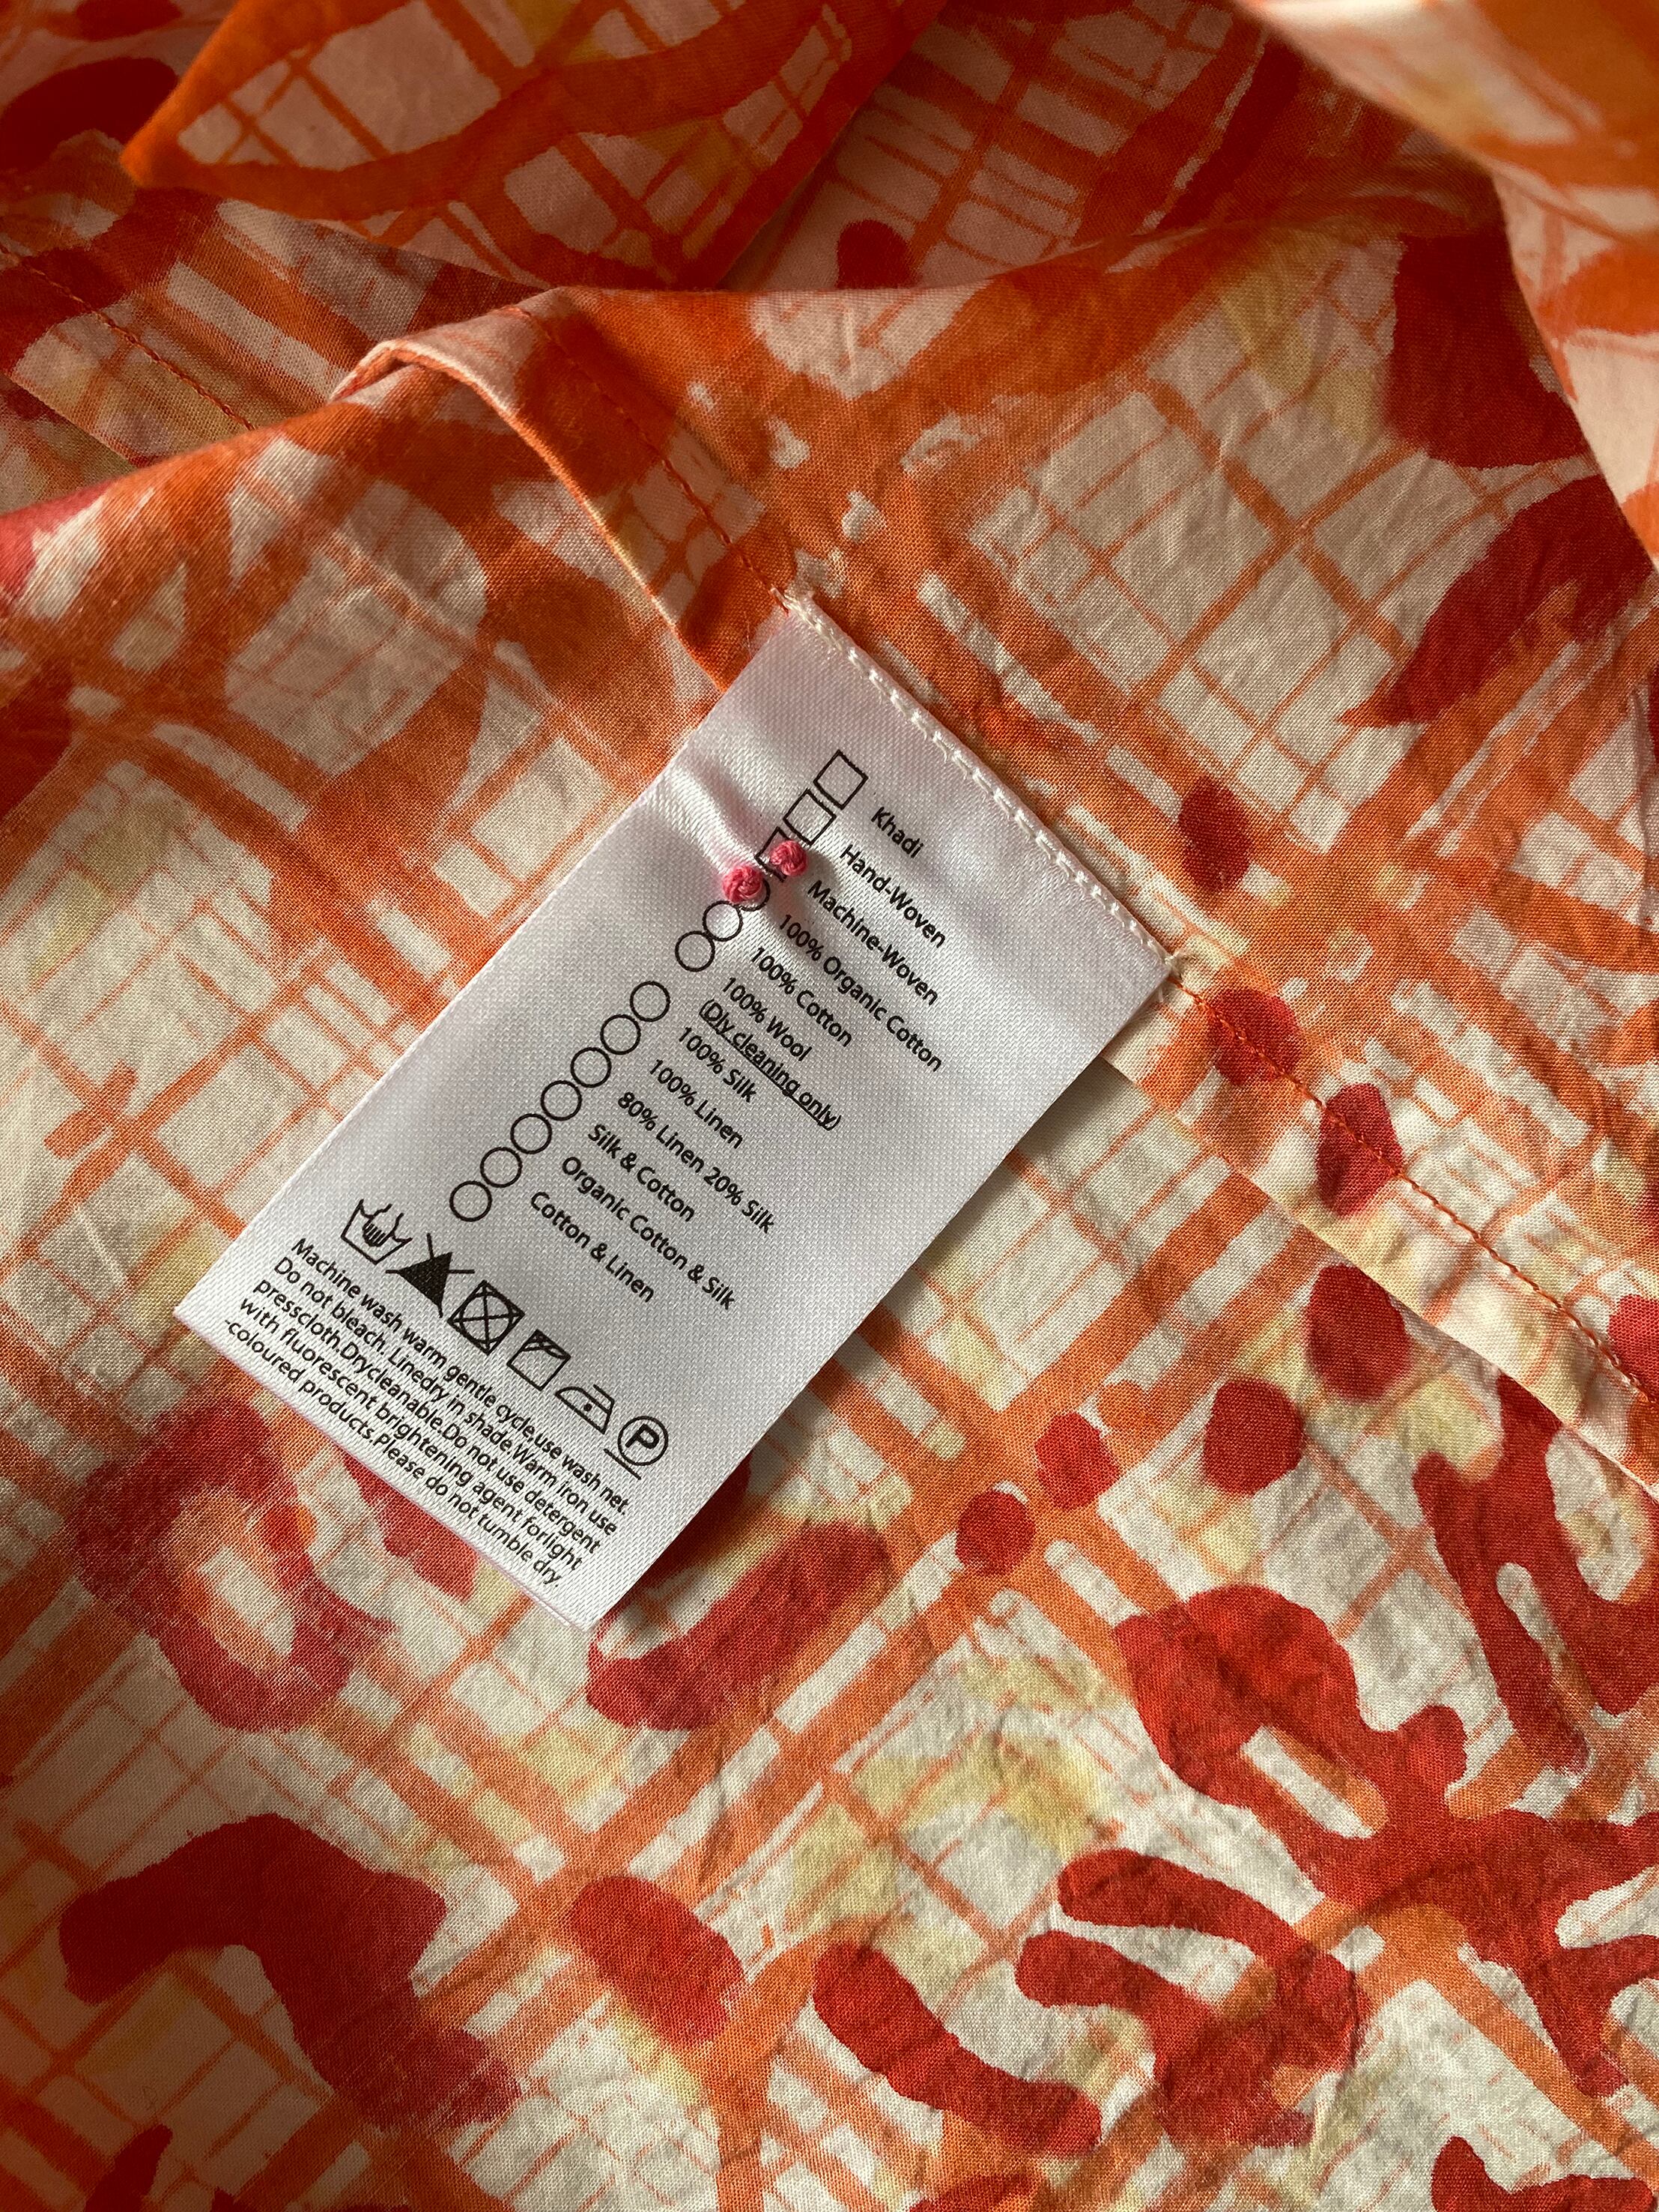 Khadi
Hand-Woven
Machine-Woven
100% Organic Cotton
100% Cotton
100% Wool
(Dly cleaning only)
100% Silk
100% Linen
80% Linen 20% Silk
Silk & Cotton
Organic Cotton & Silk
Cotton & Linen
P
Machine wash warm gentle cycle,use wash net.
Do not bleach. Linedry in shade.Warm iron use
presscloth.Drycleanable.Do not use detergent
with fluorescent brightening agent forlight
-coloured products.Please do not tumble dry.